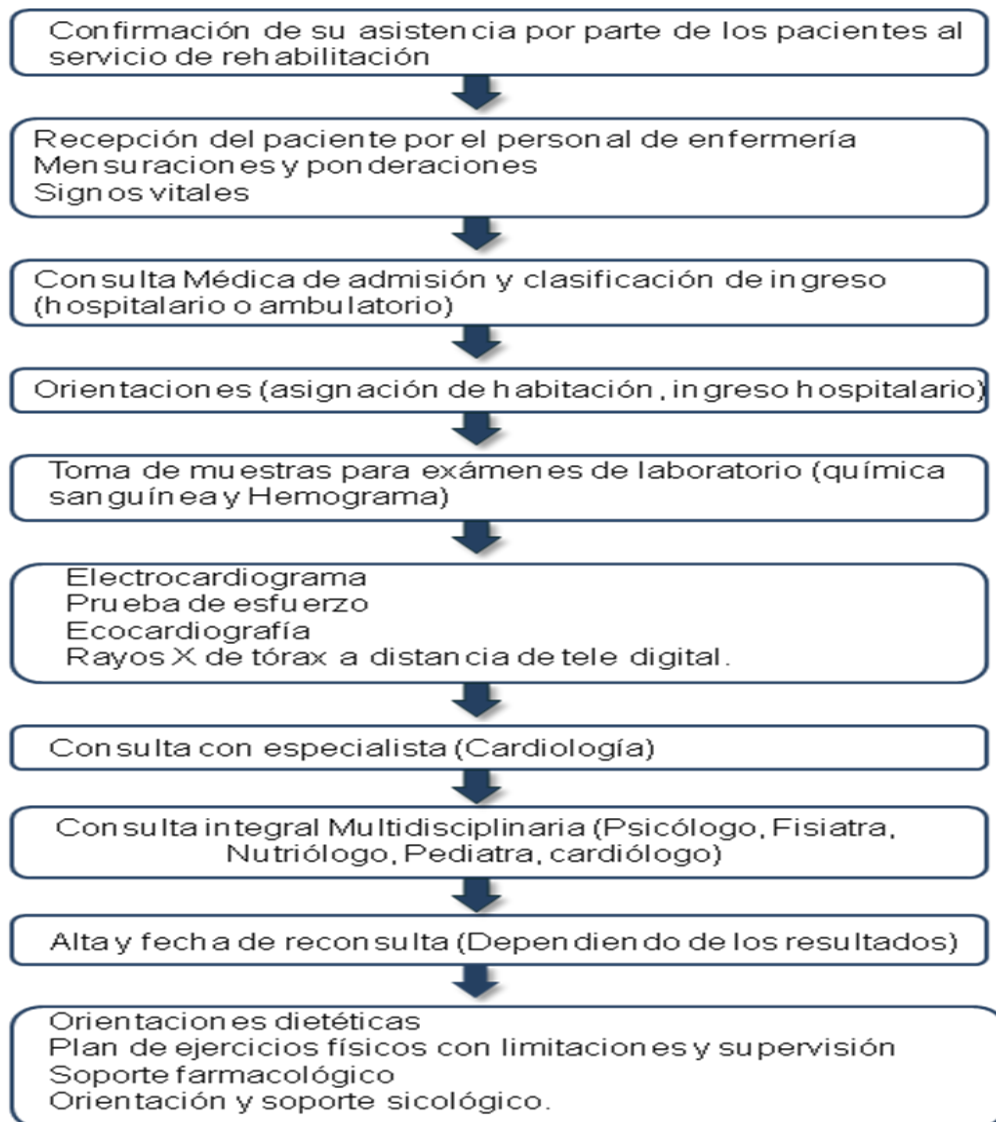 Confirmación de su asistencia por parte de los pacientes al
servicio de rehabilitación
Recepción del paciente por el personal de enfermería
Mensuraciones y ponderaciones
Signos vitales
Consulta Médica de admisión y clasificación de ingreso
(hospitalario o ambulatorio)
Orientaciones (asignación de habitación, ingreso hospitalario)
Toma de muestras para exámenes de laboratorio (química
sanguínea y Hemograma)
Electrocardiograma
Prueba de esfuerzo
Ecocardiografía
Rayos X de tórax a distancia de tele digital.
Consulta con especialista (Cardiología)
Consulta integral Multidisciplinaria (Psicólogo, Fisiatra,
Nutriólogo, Pediatra, cardiólogo)
Alta y fecha de reconsulta (Dependiendo de los resultados)
Orientaciones dietéticas
Plan de ejercicios físicos con limitaciones y supervisión
Soporte farmacológico
Orientación y soporte sicológico.